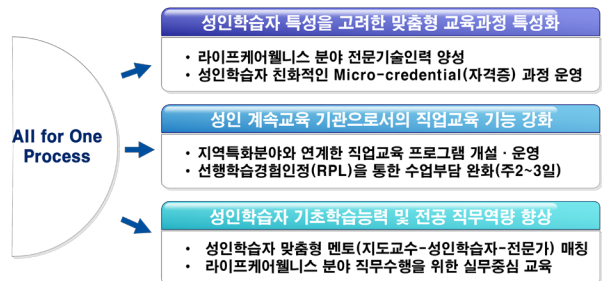 All for One
Process
성인학습자 특성을 고려한 맞춤형 교육과정 특성화
• 라이프케어웰니스 분야 전문기술인력 양성
• 성인학습자 친화적인 Micro-credential(자격증) 과정 운영
성인 계속교육 기관으로서의 직업교육 기능 강화
• 지역특화분야와 연계한 직업교육 프로그램 개설 · 운영
• 선행학습경험인정(RPL)을 통한 수업부담 완화(주2~3일)
성인학습자 기초학습능력 및 전공 직무역량 향상
• 성인학습자 맞춤형 멘토(지도교수-성인학습자-전문가) 매칭
• 라이프케어웰니스 분야 직무수행을 위한 실무중심 교육